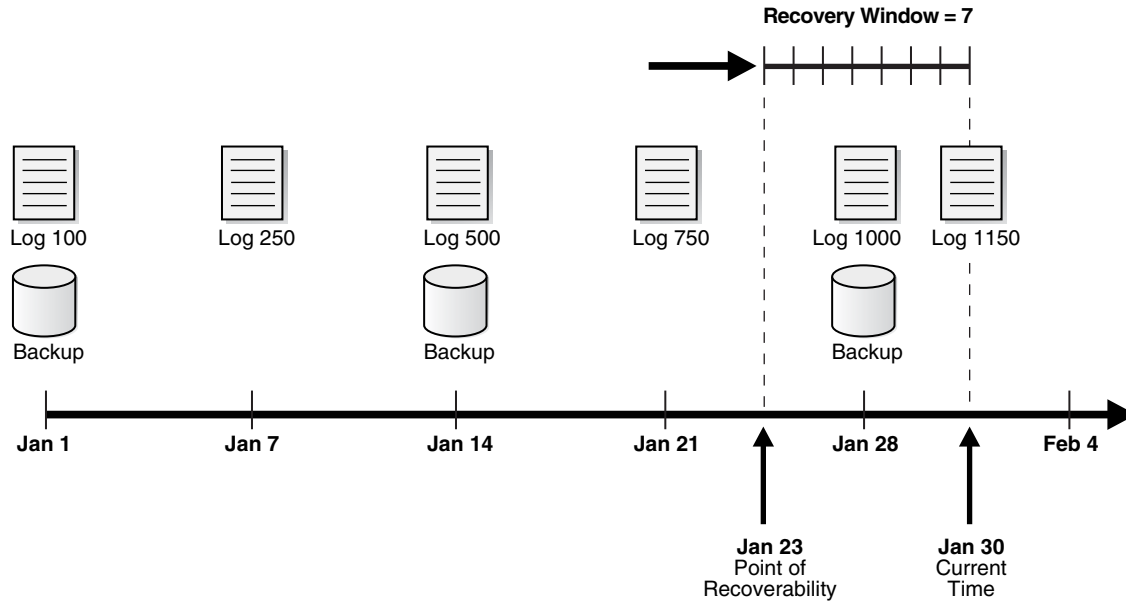 Recovery Window = 7
Log 100
Log 250
Log 500
Log 750
Log 1000
Log 1150
Backup
Backup
Backup
Jan 1
Jan 7
Jan 14
Jan 21
Jan 28
Feb 4
Jan 23
Point of
Recoverability
Jan 30
Current
Time